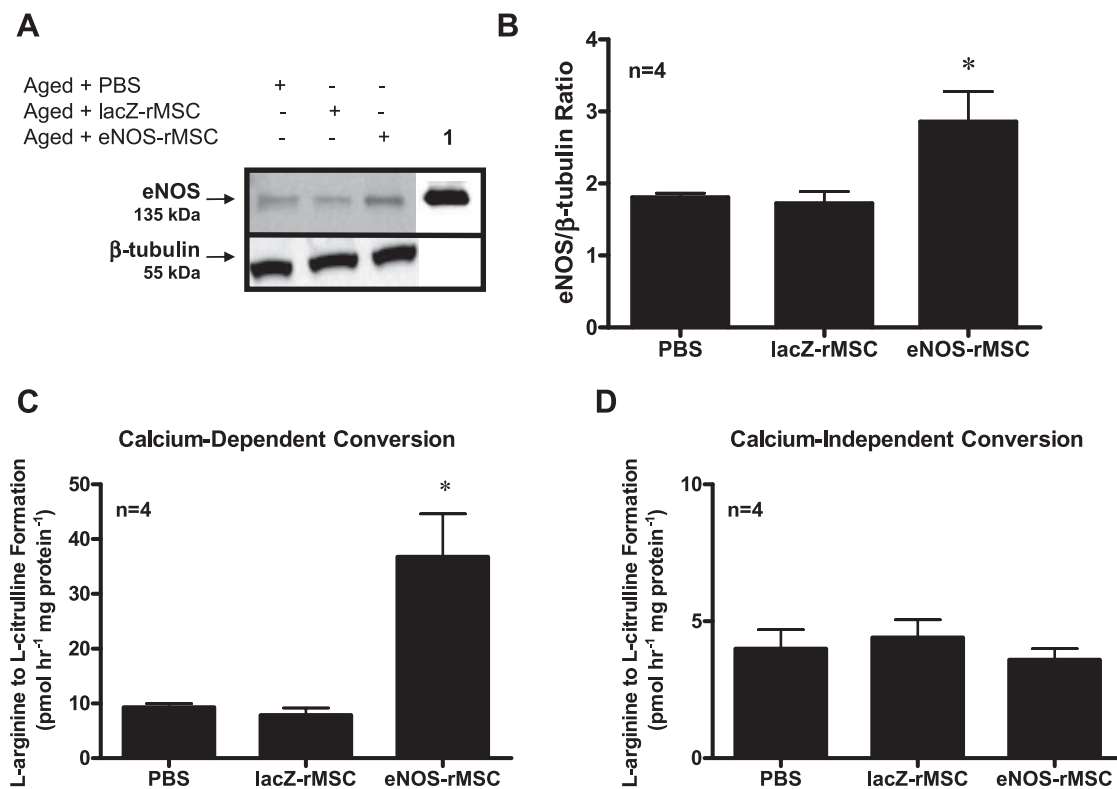 A
Aged + PBS + - -
Aged + lacZ-rMSC - + -
Aged + eNOS-rMSC - - + 1
eNOS
135 kDa
β-tubulin
55 kDa
B
eNOS/β-tubulin Ratio
4
3
2
1
0
n=4
*
PBS lacZ-rMSC eNOS-rMSC
C
Calcium-Dependent Conversion
L-arginine to L-citrulline Formation
(pmol hr⁻¹ mg protein⁻¹)
50
40
30
20
10
0
n=4
*
PBS lacZ-rMSC eNOS-rMSC
D
Calcium-Independent Conversion
L-arginine to L-citrulline Formation
(pmol hr⁻¹ mg protein⁻¹)
10
5
0
n=4
PBS lacZ-rMSC eNOS-rMSC